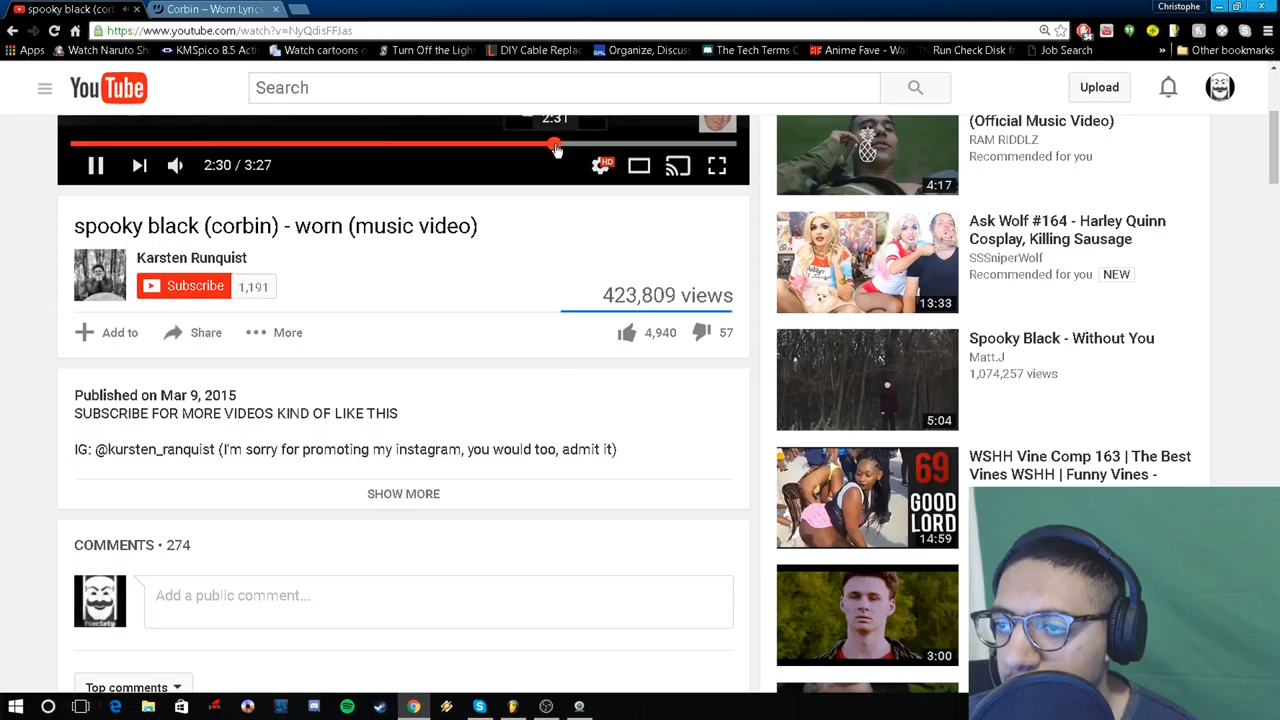 spooky black (cor
Corbin – Worn Lyrics
Christophe
https://www.youtube.com/watch?v=NyQdisFFJas
Apps
Watch Naruto Sh
KMSpico 8.5 Activ
Watch cartoons o
Turn Off the Light
DIY Cable Replac
Organize, Discuss
The Tech Terms C
Anime Fave - Wat
Run Check Disk f
Job Search
»
Other bookmarks
YouTube
Search
Upload
2:31
2:30 / 3:27
HD
spooky black (corbin) - worn (music video)
Karsten Runquist
Subscribe
1,191
423,809 views
Add to
Share
More
4,940
57
Published on Mar 9, 2015
SUBSCRIBE FOR MORE VIDEOS KIND OF LIKE THIS
IG: @kursten_ranquist (I'm sorry for promoting my instagram, you would too, admit it)
SHOW MORE
COMMENTS • 274
Add a public comment...
Top comments
(Official Music Video)
RAM RIDDLZ
Recommended for you
4:17
Ask Wolf #164 - Harley Quinn
Cosplay, Killing Sausage
SSSniperWolf
Recommended for you
NEW
13:33
Spooky Black - Without You
Matt.J
1,074,257 views
5:04
WSHH Vine Comp 163 | The Best
Vines WSHH | Funny Vines -
69
GOOD
LORD
14:59
3:00